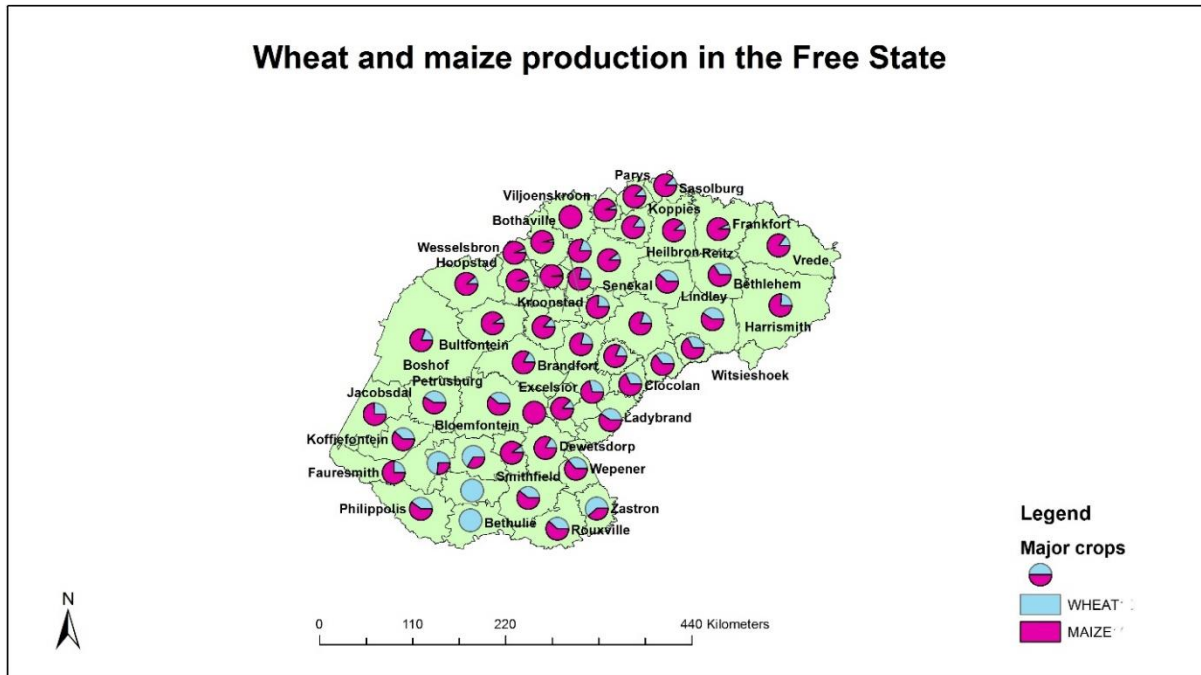 Wheat and maize production in the Free State
Parys
Sasolburg
Viljoenskroon
Koppies
Bothaville
Frankfort
Wesselsbron
Heilbron
Reitz
Vrede
Hoopstad
Senekal
Bethlehem
Kroonstad
Lindley
Harrismith
Bultfontein
Boshof
Brandfort
Witsieshoek
Petrusburg
Excelsior
Clocolan
Jacobsdal
Ladybrand
Bloemfontein
Koffiefontein
Dewetsdorp
Fauresmith
Smithfield
Wepener
Philippolis
Zastron
Bethulie
Rouxville
Legend
Major crops
WHEAT
MAIZE
N
0 110 220 440 Kilometers